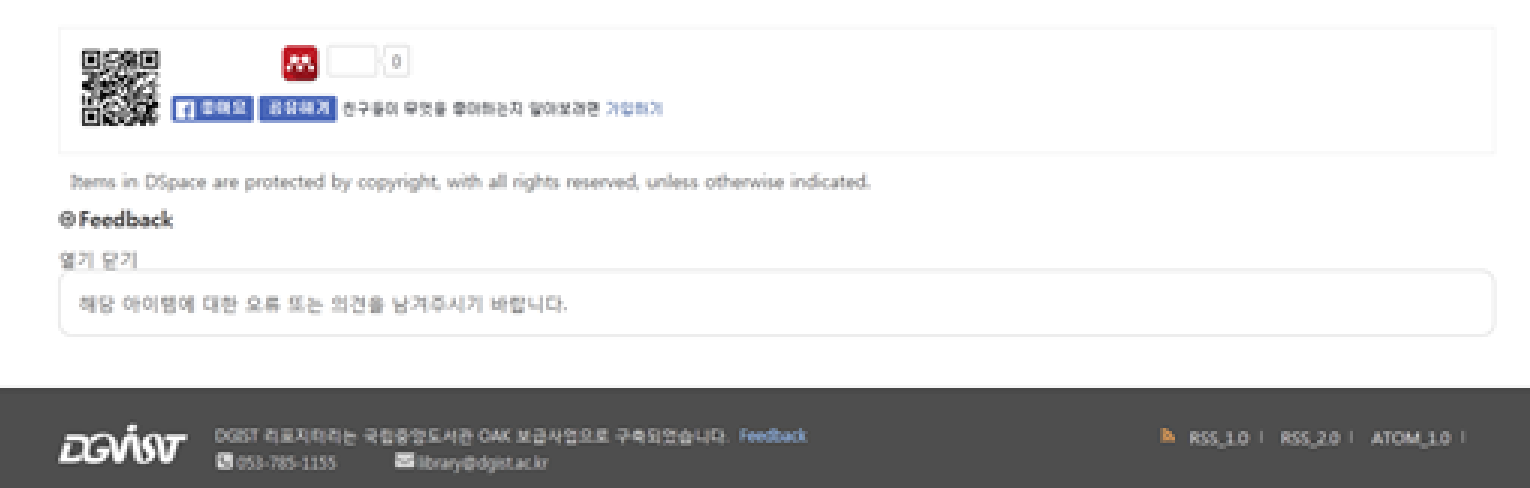 0
좋아요 공유하기 친구들이 무엇을 좋아하는지 알아보려면 가입하기
Items in DSpace are protected by copyright, with all rights reserved, unless otherwise indicated.
Feedback
열기 닫기
해당 아이템에 대한 오류 또는 의견을 남겨주시기 바랍니다.
DGIST DGIST 리포지터리는 국립중앙도서관 OAK 보급사업으로 구축되었습니다. Feedback
053-785-1155 library@dgist.ac.kr
RSS_1.0 | RSS_2.0 | ATOM_1.0 |